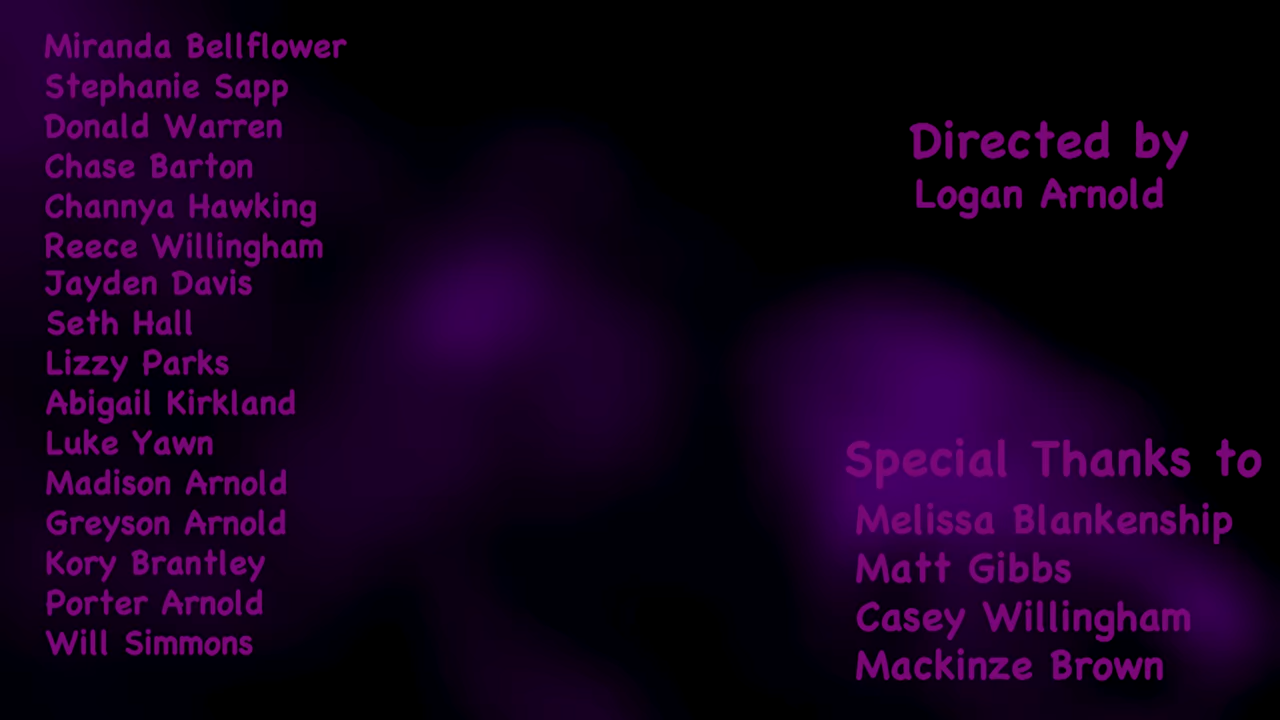 Miranda Bellflower
Stephanie Sapp
Donald Warren
Chase Barton
Channya Hawking
Reece Willingham
Jayden Davis
Seth Hall
Lizzy Parks
Abigail Kirkland
Luke Yawn
Madison Arnold
Greyson Arnold
Kory Brantley
Porter Arnold
Will Simmons
Directed by
Logan Arnold
Special Thanks to
Melissa Blankenship
Matt Gibbs
Casey Willingham
Mackinze Brown